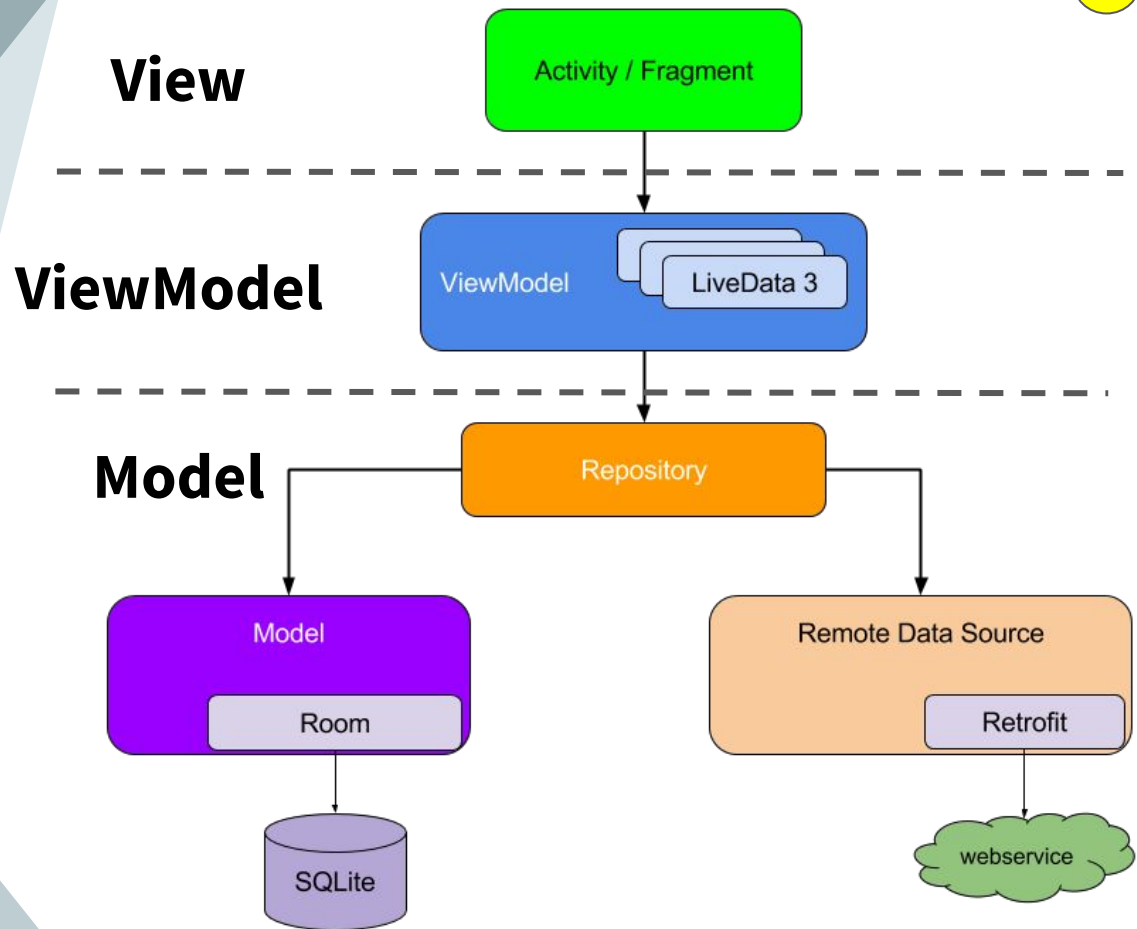 View
Activity / Fragment
ViewModel
ViewModel
LiveData 3
Model
Repository
Model
Room
Remote Data Source
Retrofit
SQLite
webservice